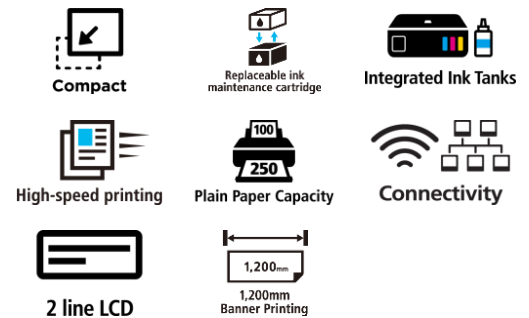 Compact
Replaceable ink
maintenance cartridge
Integrated Ink Tanks
High-speed printing
100
250
Plain Paper Capacity
Connectivity
2 line LCD
1,200mm
1,200mm
Banner Printing